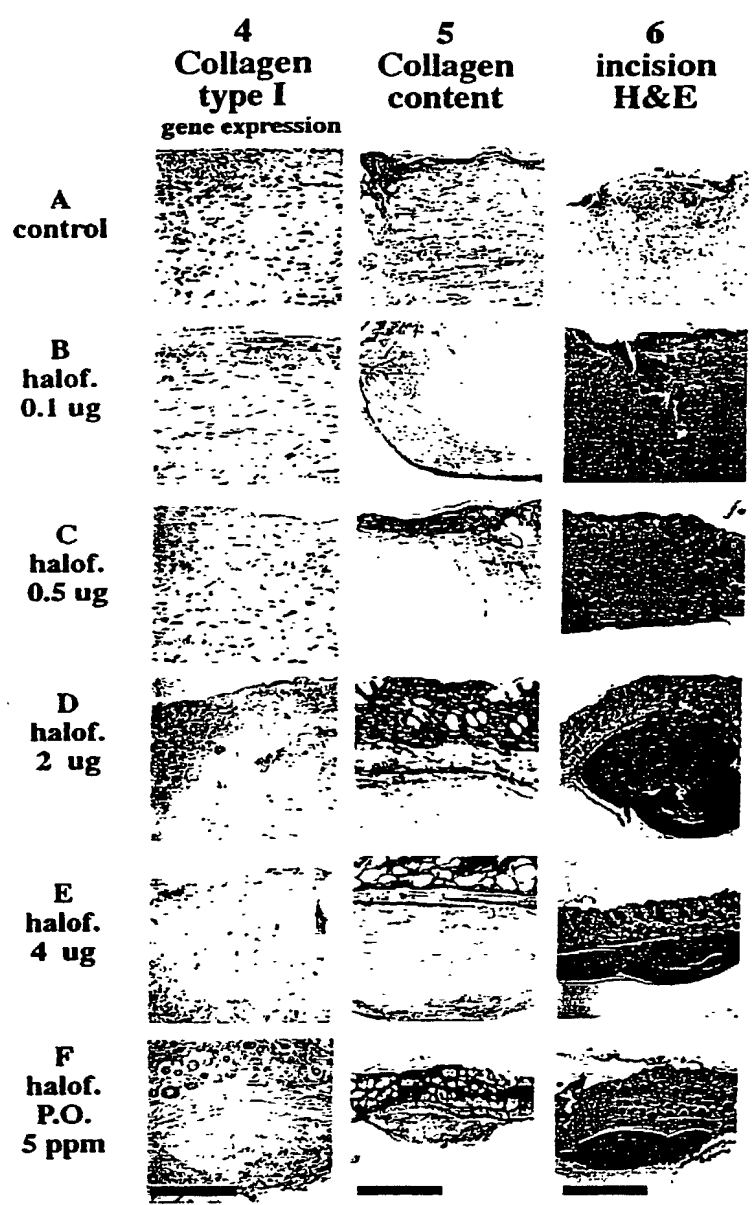 4
Collagen
type I
gene expression
5
Collagen
content
6
incision
H&E
A
control
B
halof.
0.1 ug
C
halof.
0.5 ug
D
halof.
2 ug
E
halof.
4 ug
F
halof.
P.O.
5 ppm